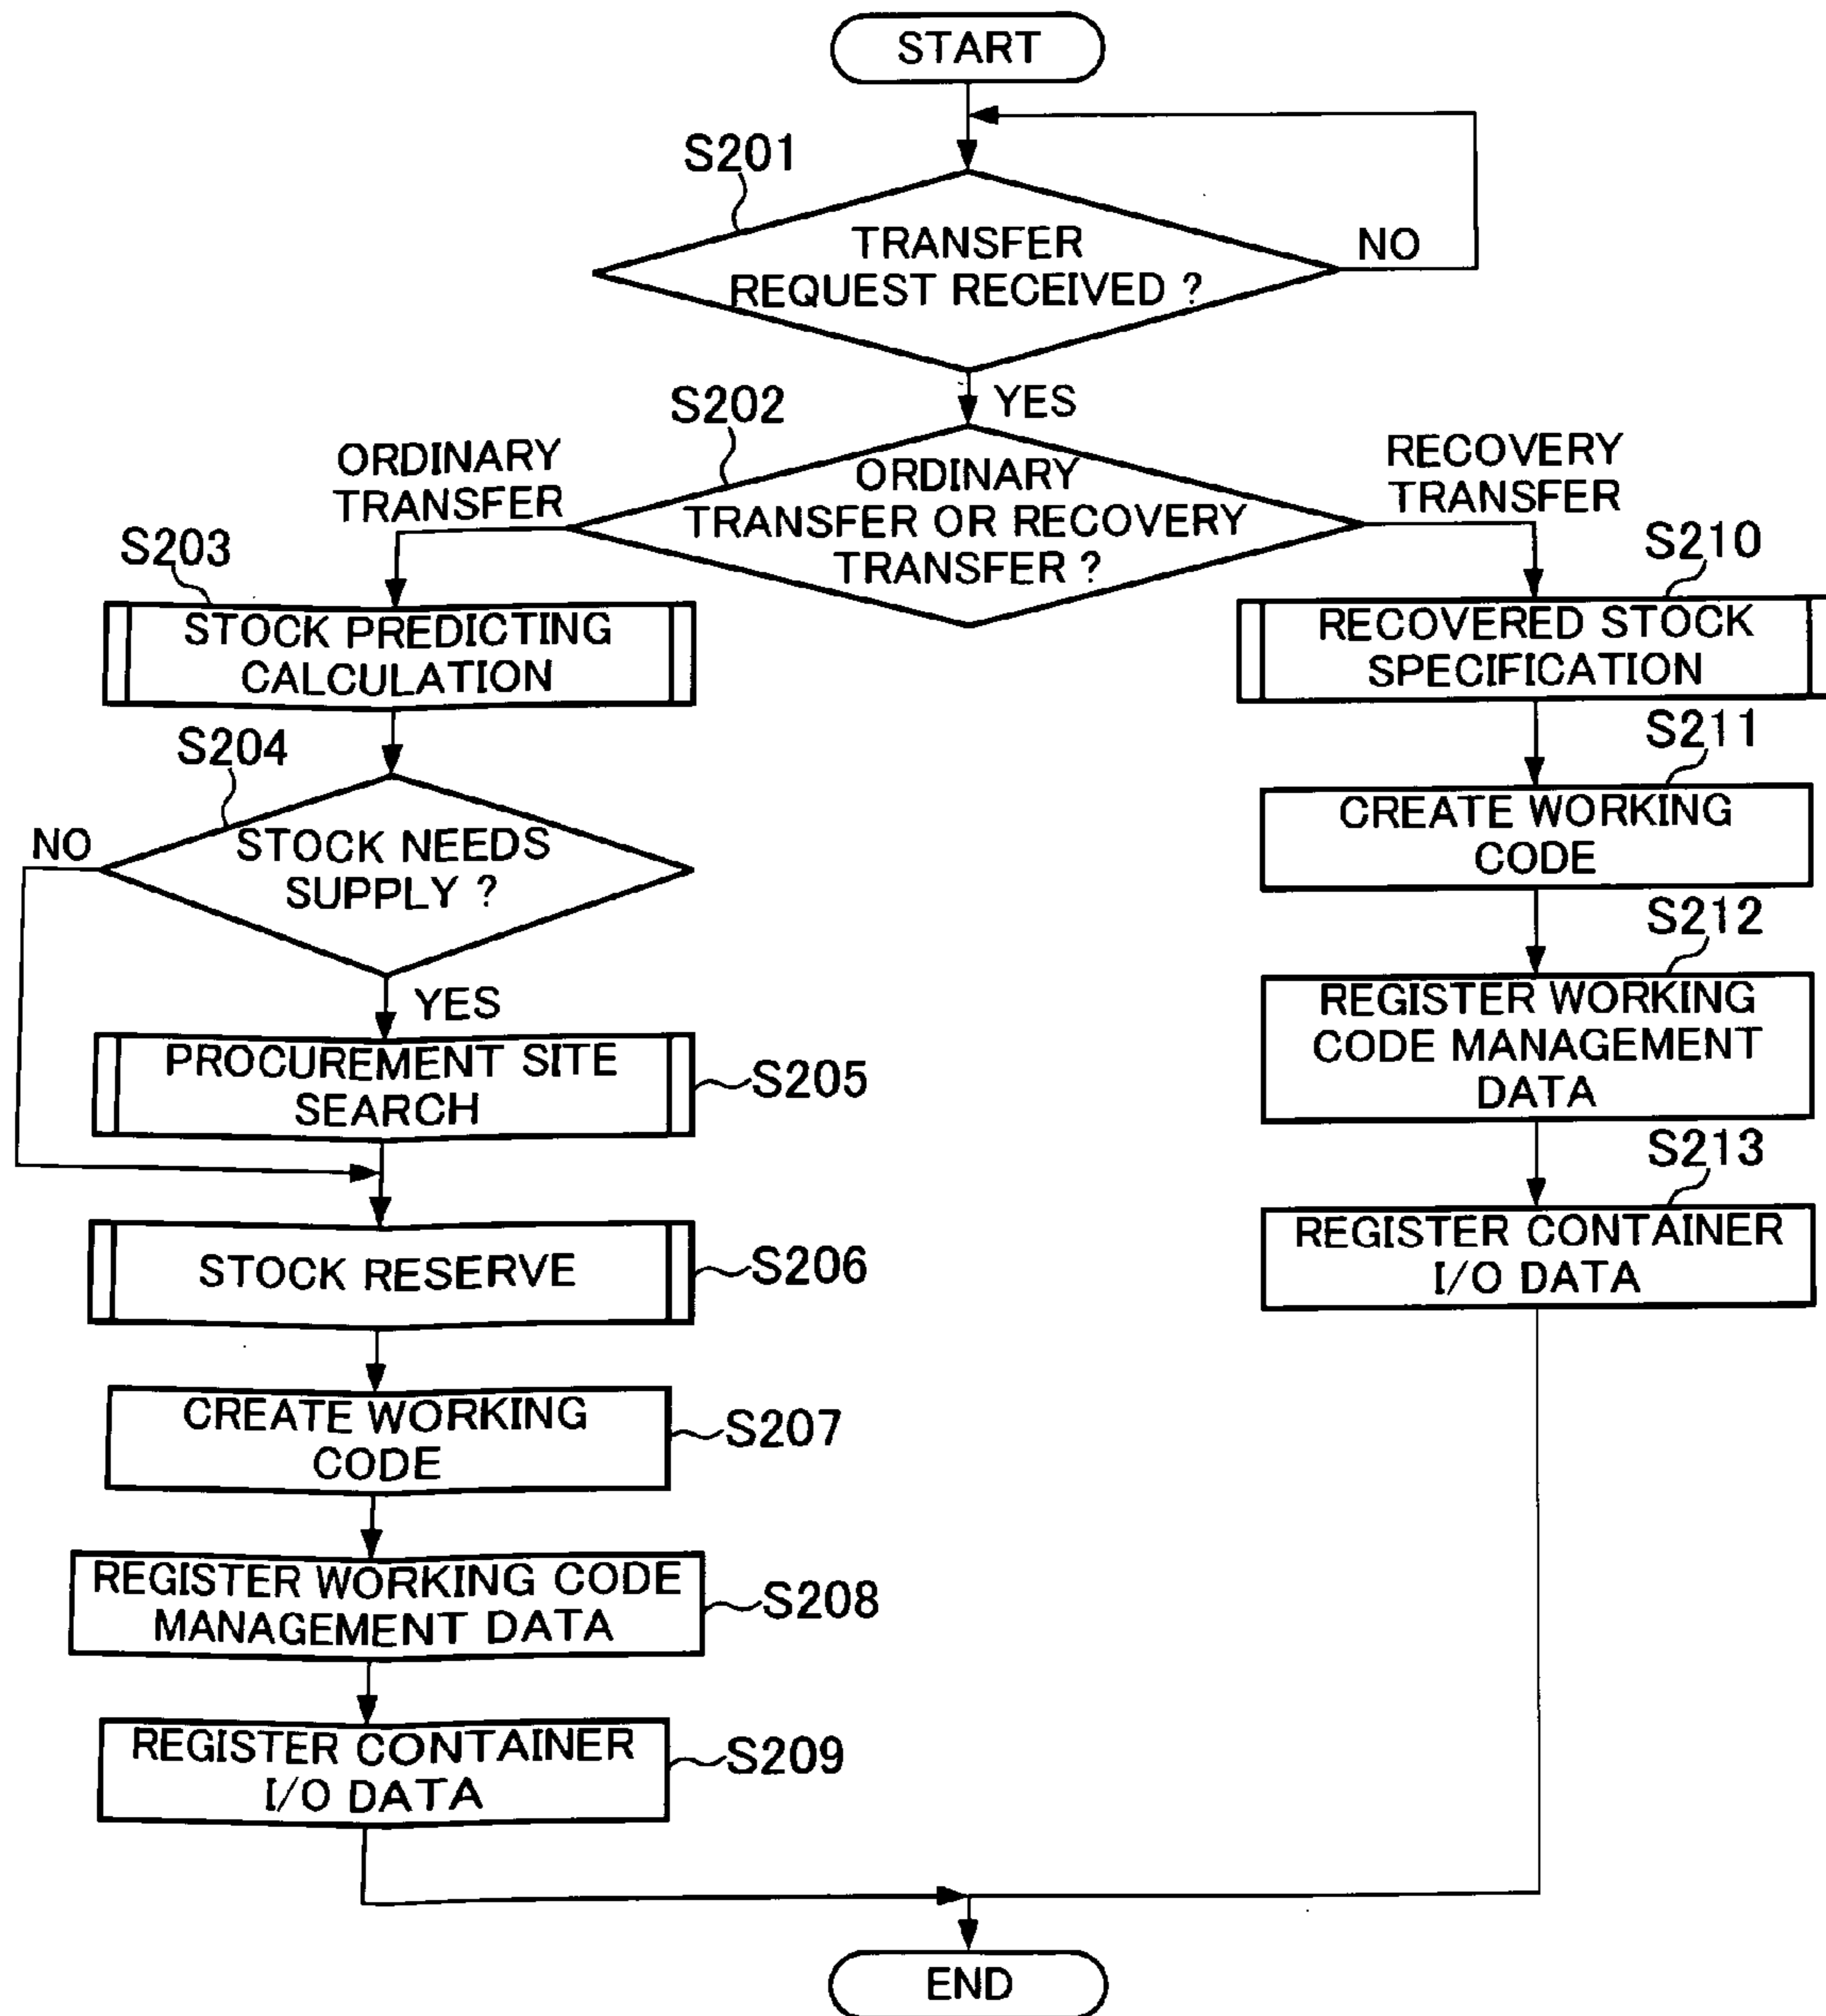 START
S201
TRANSFER
REQUEST RECEIVED ?
NO
YES
S202
ORDINARY
TRANSFER
ORDINARY
TRANSFER OR RECOVERY
TRANSFER ?
RECOVERY
TRANSFER
S203
STOCK PREDICTING
CALCULATION
S204
STOCK NEEDS
SUPPLY ?
NO
YES
PROCUREMENT SITE
SEARCH
S205
STOCK RESERVE
S206
CREATE WORKING
CODE
S207
REGISTER WORKING CODE
MANAGEMENT DATA
S208
REGISTER CONTAINER
I/O DATA
S209
S210
RECOVERED STOCK
SPECIFICATION
S211
CREATE WORKING
CODE
S212
REGISTER WORKING
CODE MANAGEMENT
DATA
S213
REGISTER CONTAINER
I/O DATA
END